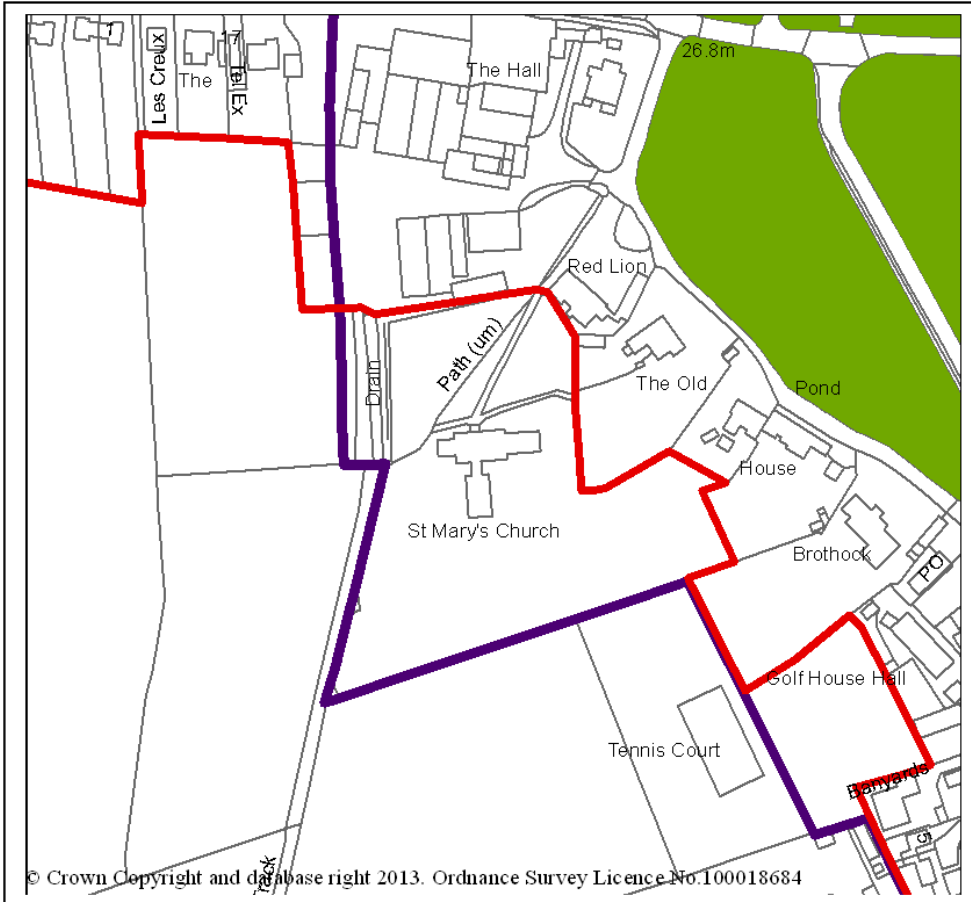 1
Les Creux
The
17
Tel Ex
The Hall
26.8m
Red Lion
Path (um)
Drain
The Old
Pond
House
St Mary's Church
Brothock
PO
Golf House Hall
Tennis Court
Banyards
5
rack
© Crown Copyright and database right 2013. Ordnance Survey Licence No.100018684